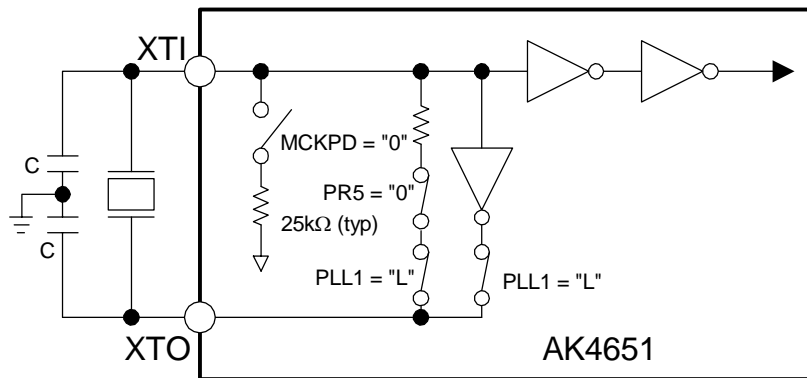 XTI
MCKPD = "0"
C
PR5 = "0"
25kΩ (typ)
C
PLL1 = "L"
PLL1 = "L"
XTO
AK4651